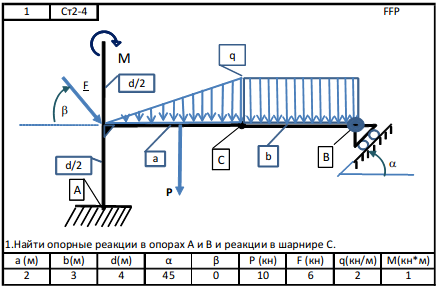 1 Ст2-4 FFP
M
q
F
d/2
β
a
C
b
B
d/2
α
A
P
1.Найти опорные реакции в опорах А и В и реакции в шарнире С.
a (м) b(м) d(м) α β P (кн) F (кн) q(кн/м) M(кн*м)
2 3 4 45 0 10 6 2 1